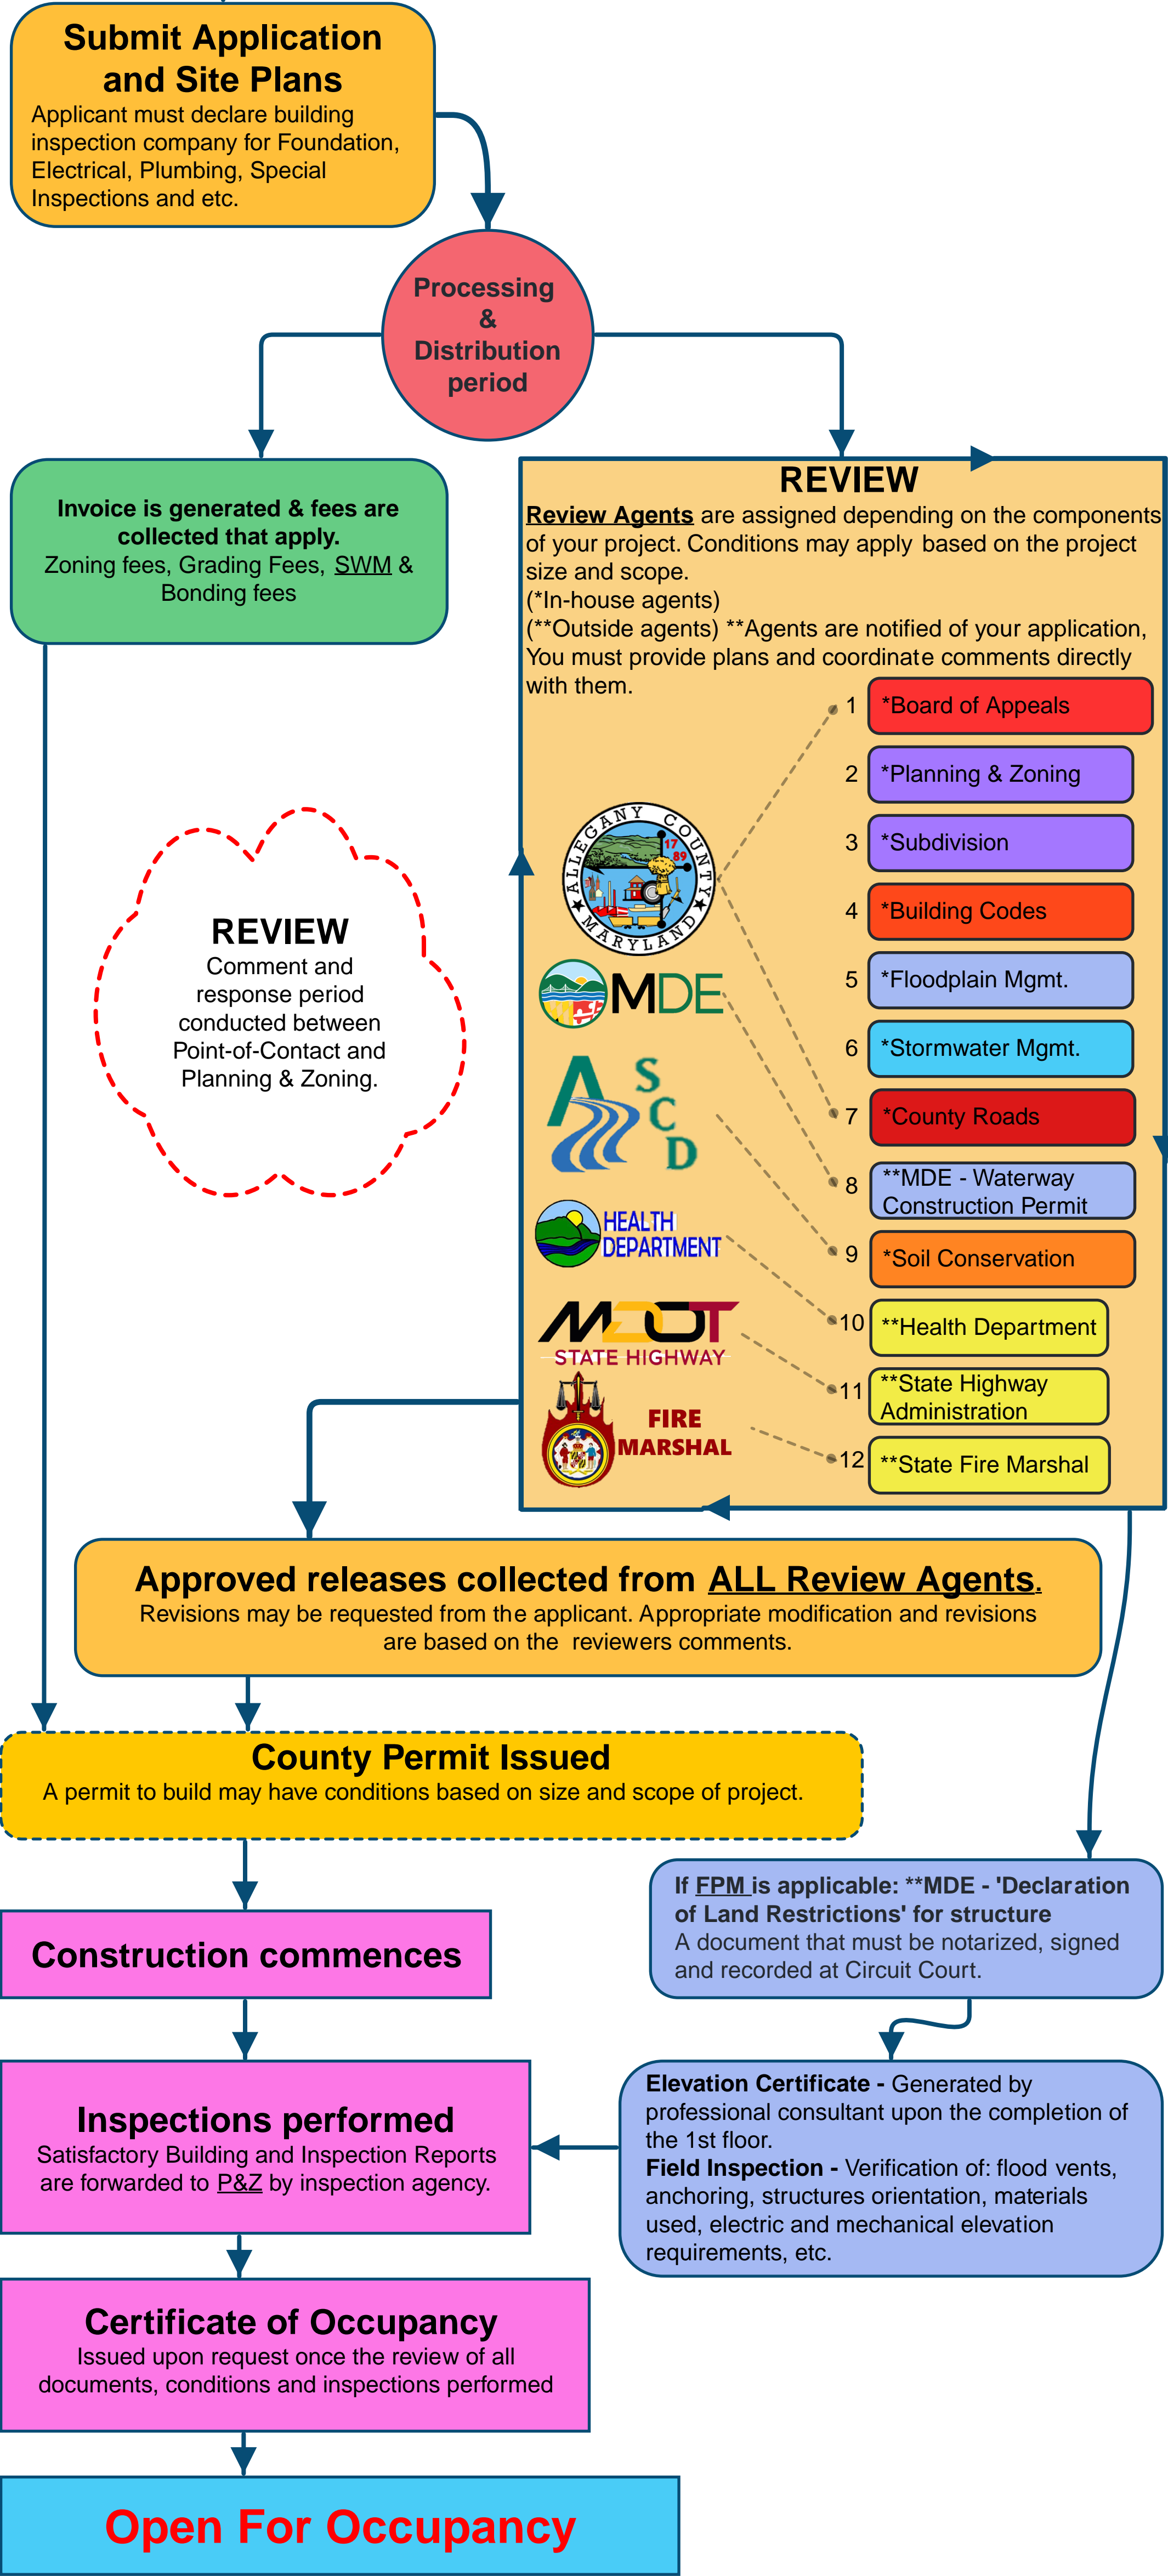 Submit Application
and Site Plans
Applicant must declare building
inspection company for Foundation,
Electrical, Plumbing, Special
Inspections and etc.
Processing
&
Distribution
period
Invoice is generated & fees are
collected that apply.
Zoning fees, Grading Fees, SWM &
Bonding fees
REVIEW
Review Agents are assigned depending on the components
of your project. Conditions may apply based on the project
size and scope.
(*In-house agents)
(**Outside agents) **Agents are notified of your application,
You must provide plans and coordinate comments directly
with them.
1 *Board of Appeals
2 *Planning & Zoning
3 *Subdivision
4 *Building Codes
5 *Floodplain Mgmt.
6 *Stormwater Mgmt.
7 *County Roads
8 **MDE - Waterway
Construction Permit
9 *Soil Conservation
10 **Health Department
11 **State Highway
Administration
12 **State Fire Marshal
ALLEGANY COUNTY
17
89
MARYLAND
MDE
ASCD
HEALTH
DEPARTMENT
MDOT
STATE HIGHWAY
FIRE
MARSHAL
REVIEW
Comment and
response period
conducted between
Point-of-Contact and
Planning & Zoning.
Approved releases collected from ALL Review Agents.
Revisions may be requested from the applicant. Appropriate modification and revisions
are based on the reviewers comments.
County Permit Issued
A permit to build may have conditions based on size and scope of project.
Construction commences
If FPM is applicable: **MDE - 'Declaration
of Land Restrictions' for structure
A document that must be notarized, signed
and recorded at Circuit Court.
Elevation Certificate - Generated by
professional consultant upon the completion of
the 1st floor.
Field Inspection - Verification of: flood vents,
anchoring, structures orientation, materials
used, electric and mechanical elevation
requirements, etc.
Inspections performed
Satisfactory Building and Inspection Reports
are forwarded to P&Z by inspection agency.
Certificate of Occupancy
Issued upon request once the review of all
documents, conditions and inspections performed
Open For Occupancy